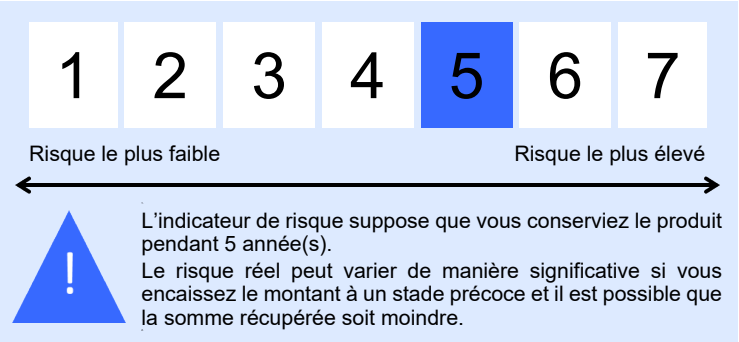 1 2 3 4 5 6 7
Risque le plus faible Risque le plus élevé
!
L’indicateur de risque suppose que vous conserviez le produit
pendant 5 année(s).
Le risque réel peut varier de manière significative si vous
encaissez le montant à un stade précoce et il est possible que
la somme récupérée soit moindre.